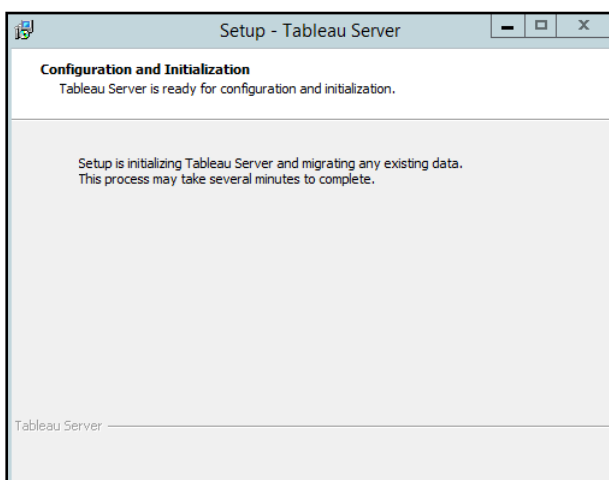 Setup - Tableau Server
Configuration and Initialization
Tableau Server is ready for configuration and initialization.
Setup is initializing Tableau Server and migrating any existing data.
This process may take several minutes to complete.
Tableau Server